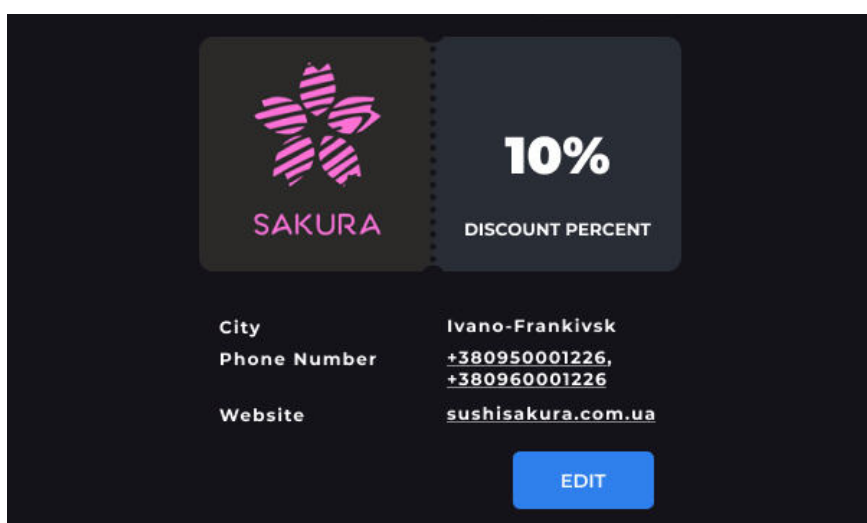 SAKURA
10%
DISCOUNT PERCENT
City Ivano-Frankivsk
Phone Number +380950001226,
+380960001226
Website sushisakura.com.ua
EDIT